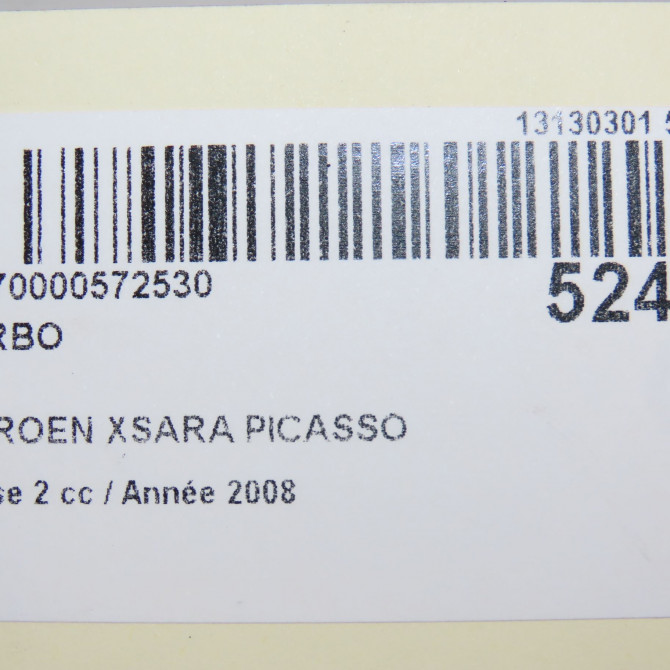 13130301 5
70000572530
524
RBO
ROEN XSARA PICASSO
se 2 cc / Année 2008